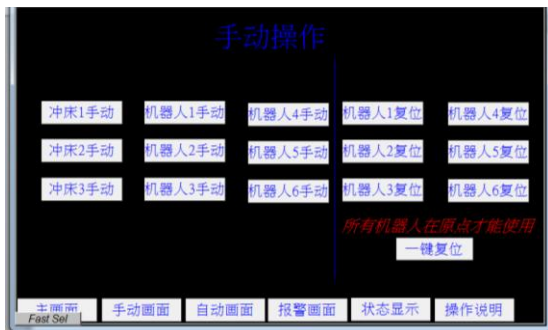 手动操作
冲床1手动 机器人1手动 机器人4手动 机器人1复位 机器人4复位
冲床2手动 机器人2手动 机器人5手动 机器人2复位 机器人5复位
冲床3手动 机器人3手动 机器人6手动 机器人3复位 机器人6复位
所有机器人在原点才能使用
一键复位
主画面 手动画面 自动画面 报警画面 状态显示 操作说明
Fast Sel